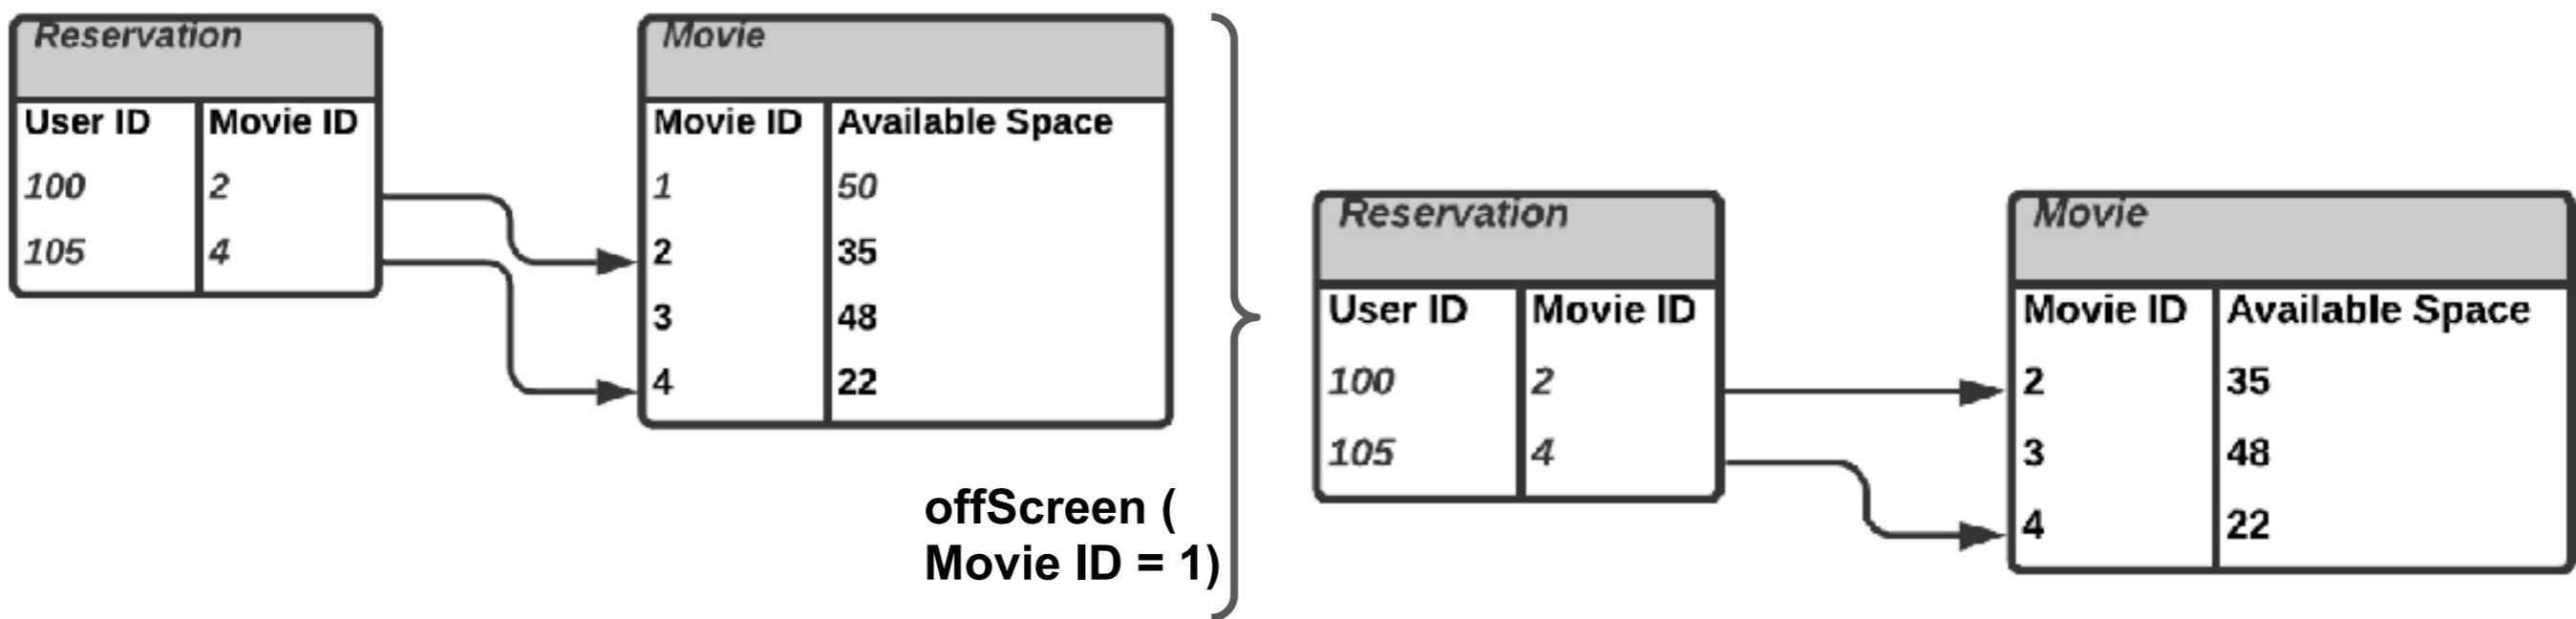 Reservation
User ID Movie ID
100 2
105 4
Movie
Movie ID Available Space
1 50
2 35
3 48
4 22
offScreen (
Movie ID = 1)
Reservation
User ID Movie ID
100 2
105 4
Movie
Movie ID Available Space
2 35
3 48
4 22